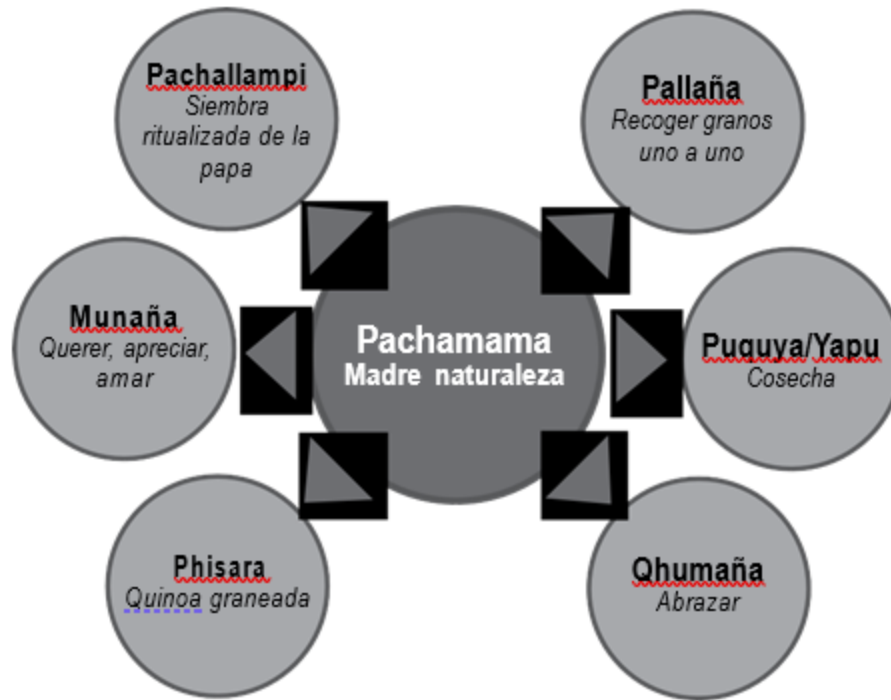 Pachallampi
Siembra
ritualizada de la
papa
Pallaña
Recoger granos
uno a uno
Munaña
Querer, apreciar,
amar
Pachamama
Madre naturaleza
Puquya/Yapu
Cosecha
Phisara
Quinoa graneada
Qhumaña
Abrazar